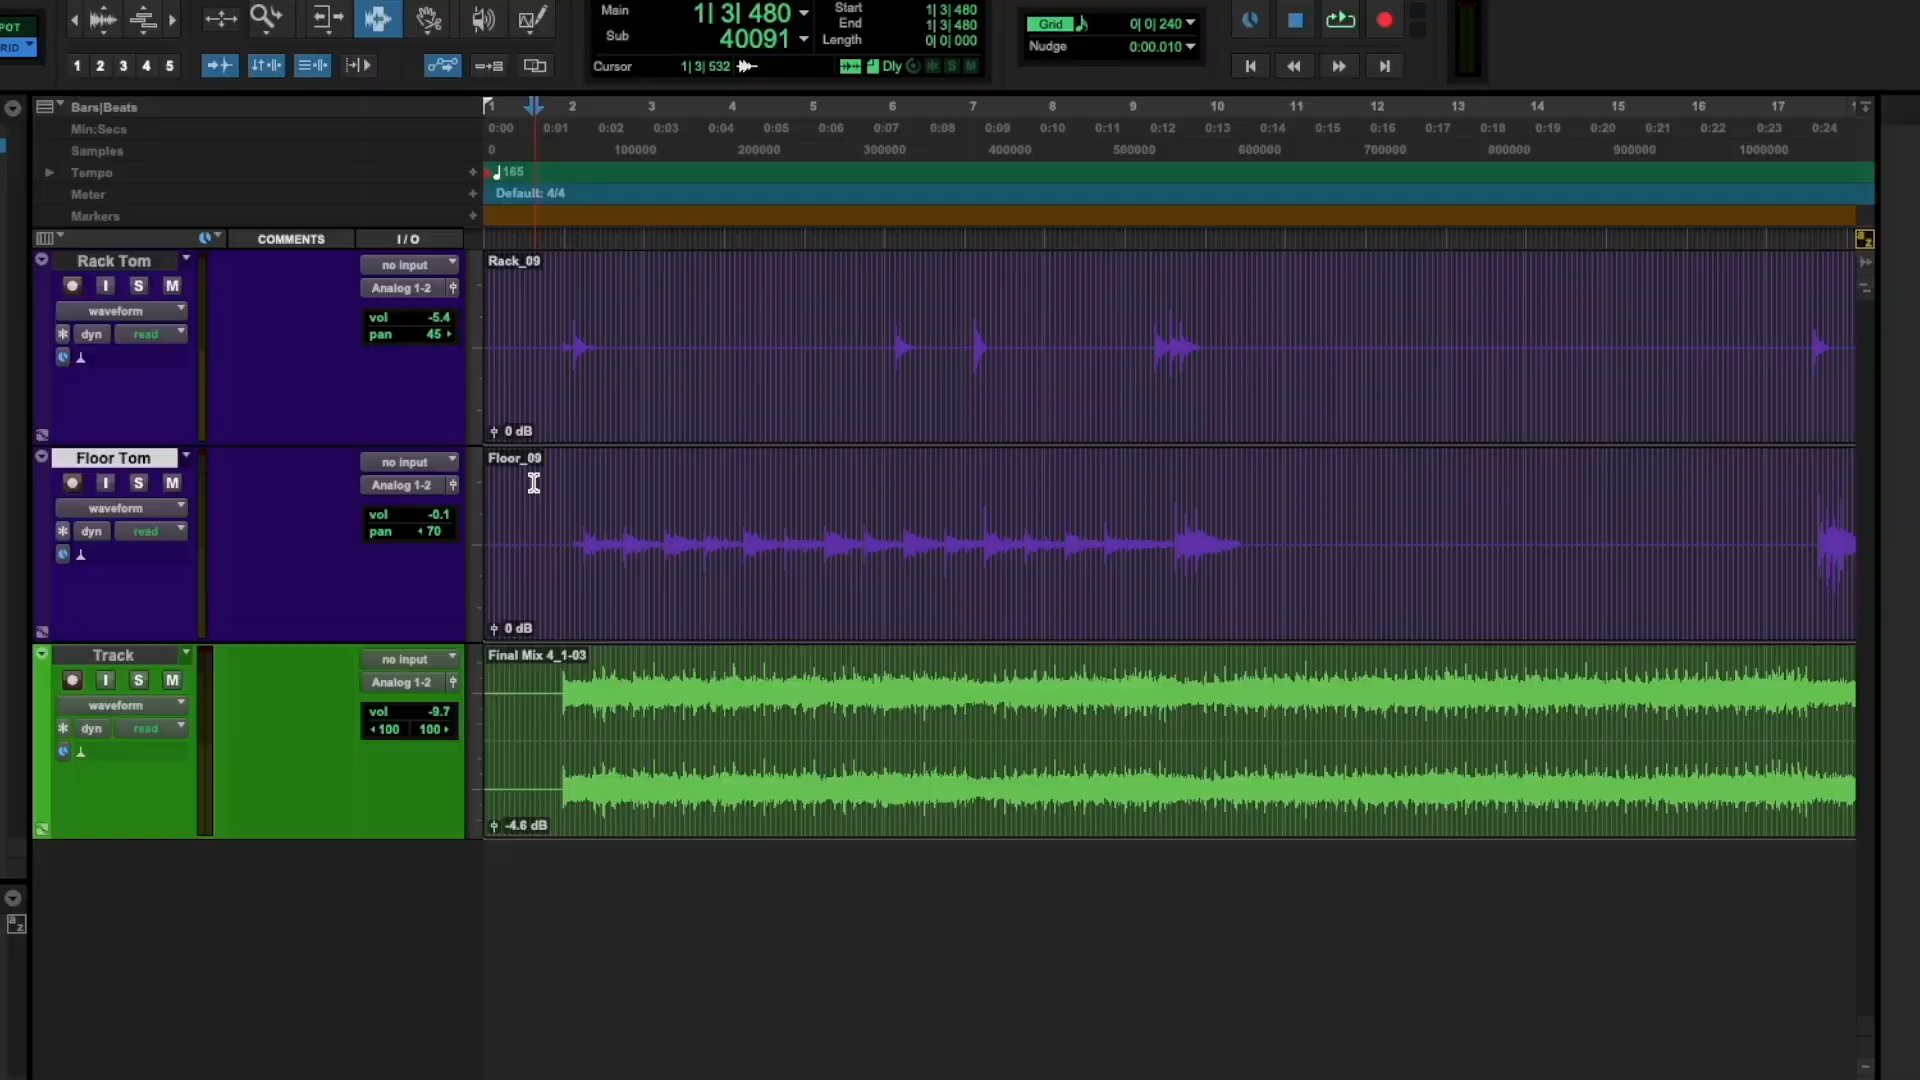 POT
RID
Main 1| 3| 480
Sub 40091
Start 1| 3| 480
End 1| 3| 480
Length 0| 0| 000
Cursor 1| 3| 532
Dly S M
Grid 0| 0| 240
Nudge 0:00.010
1 2 3 4 5
Bars|Beats 1 2 3 4 5 6 7 8 9 10 11 12 13 14 15 16 17 1
Min:Secs 0:00 0:01 0:02 0:03 0:04 0:05 0:06 0:07 0:08 0:09 0:10 0:11 0:12 0:13 0:14 0:15 0:16 0:17 0:18 0:19 0:20 0:21 0:22 0:23 0:24
Samples 0 100000 200000 300000 400000 500000 600000 700000 800000 900000 1000000
Tempo + 165
Meter + Default: 4/4
Markers +
COMMENTS I / O
a z
Rack Tom no input Rack_09
I S M Analog 1-2
waveform vol -5.4
dyn read pan 45
0 dB
Floor Tom no input Floor_09
I S M Analog 1-2
waveform vol -0.1
dyn read pan 70
0 dB
Track no input Final Mix 4_1-03
I S M Analog 1-2
waveform vol -9.7
dyn read 100 100
-4.6 dB
a z